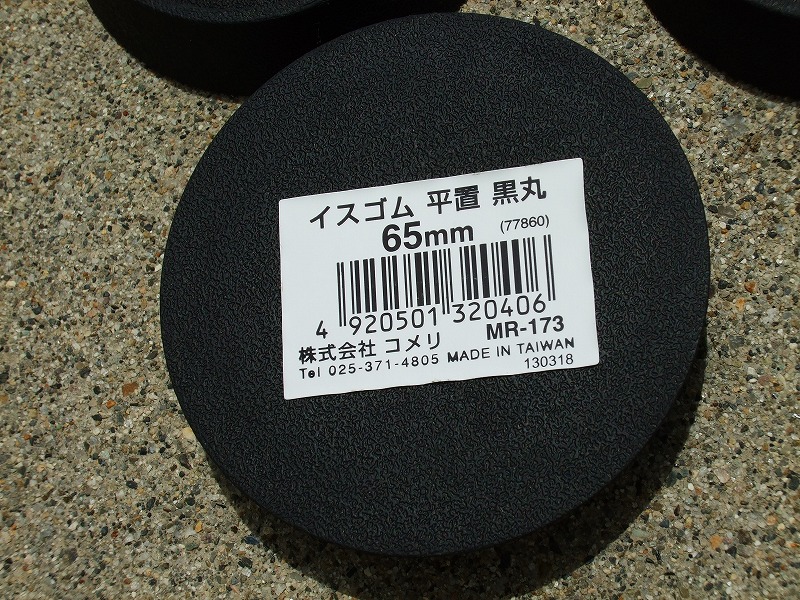 イスゴム 平置 黒丸
65mm (77860)
4 920501 320406
株式会社 コメリ MR-173
Tel 025-371-4805 MADE IN TAIWAN
130318